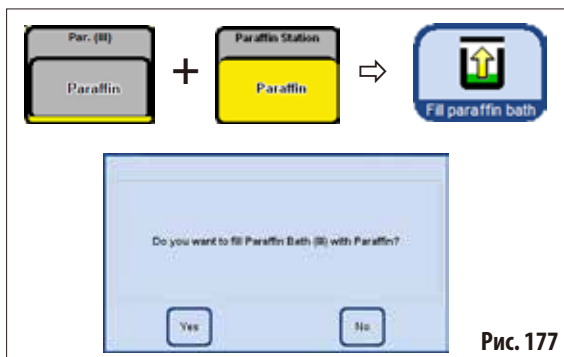 Par. (III)
Paraffin
+
Paraffin Station
Paraffin
⇨
Fill paraffin bath
Do you want to fill Paraffin Bath (III) with Paraffin?
Yes
No
Рис. 177